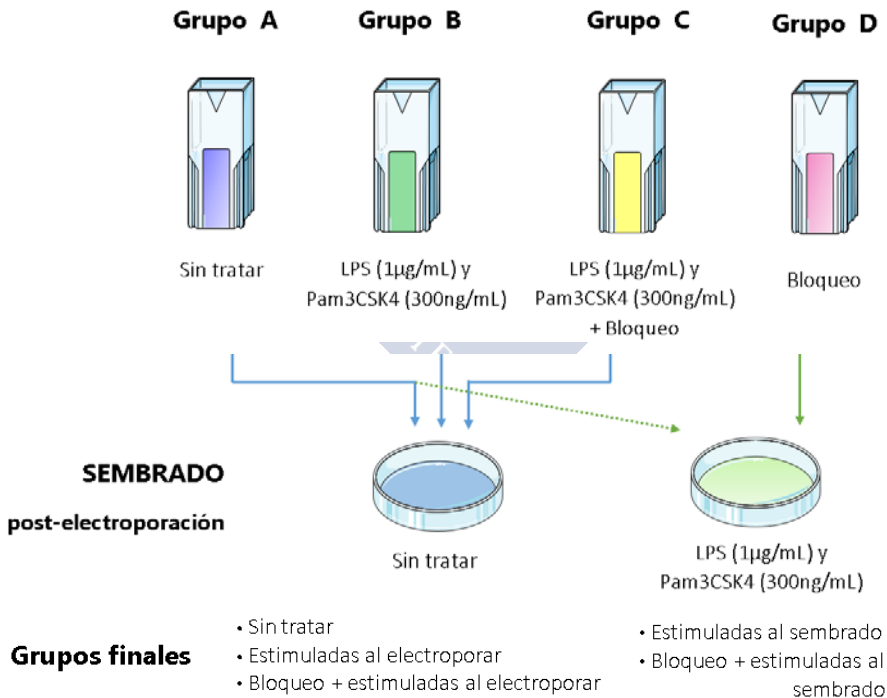 Grupo A
Grupo B
Grupo C
Grupo D
Sin tratar
LPS (1µg/mL) y
Pam3CSK4 (300ng/mL)
LPS (1µg/mL) y
Pam3CSK4 (300ng/mL)
+ Bloqueo
Bloqueo
SEMBRADO
post-electroporación
Sin tratar
LPS (1µg/mL) y
Pam3CSK4 (300ng/mL)
Grupos finales
• Sin tratar
• Estimuladas al electroporar
• Bloqueo + estimuladas al electroporar
• Estimuladas al sembrado
• Bloqueo + estimuladas al
sembrado